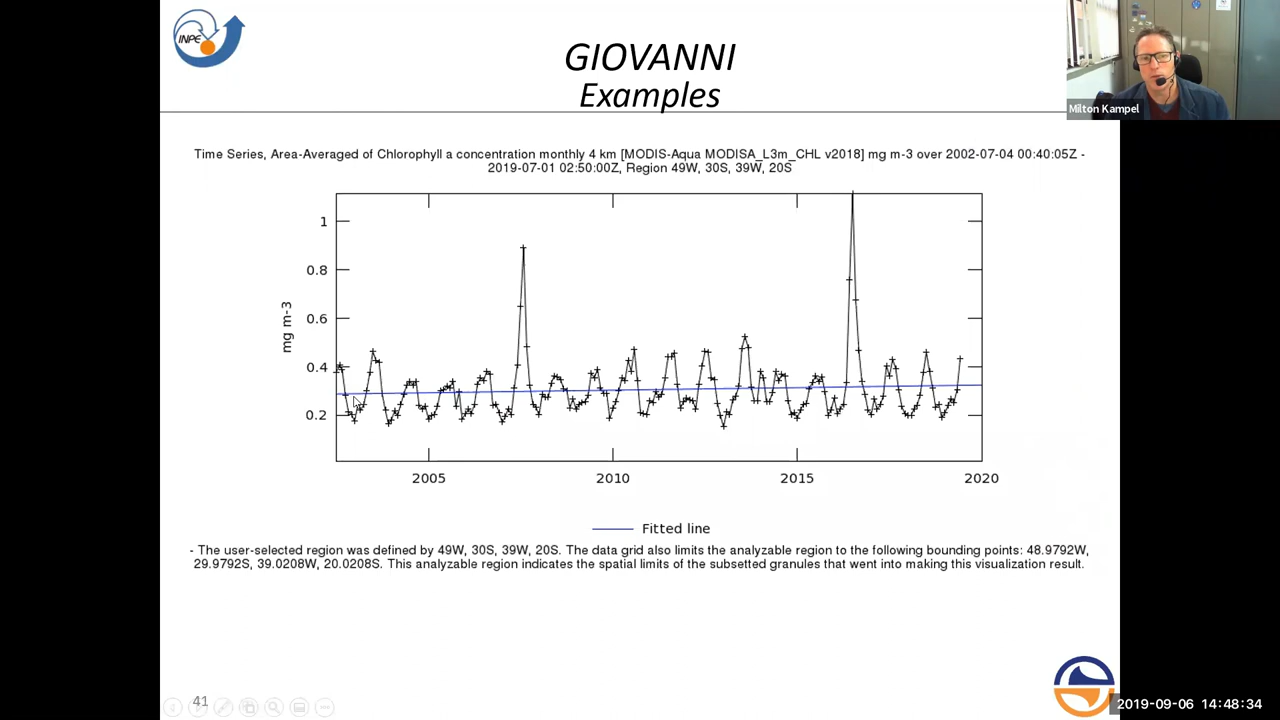 INPE
GIOVANNI
Examples
Milton Kampel
Time Series, Area-Averaged of Chlorophyll a concentration monthly 4 km [MODIS-Aqua MODISA_L3m_CHL v2018] mg m-3 over 2002-07-04 00:40:05Z -
2019-07-01 02:50:00Z, Region 49W, 30S, 39W, 20S
1
0.8
0.6
0.4
0.2
mg m-3
2005 2010 2015 2020
Fitted line
- The user-selected region was defined by 49W, 30S, 39W, 20S. The data grid also limits the analyzable region to the following bounding points: 48.9792W,
29.9792S, 39.0208W, 20.0208S. This analyzable region indicates the spatial limits of the subsetted granules that went into making this visualization result.
41
2019-09-06 14:48:34